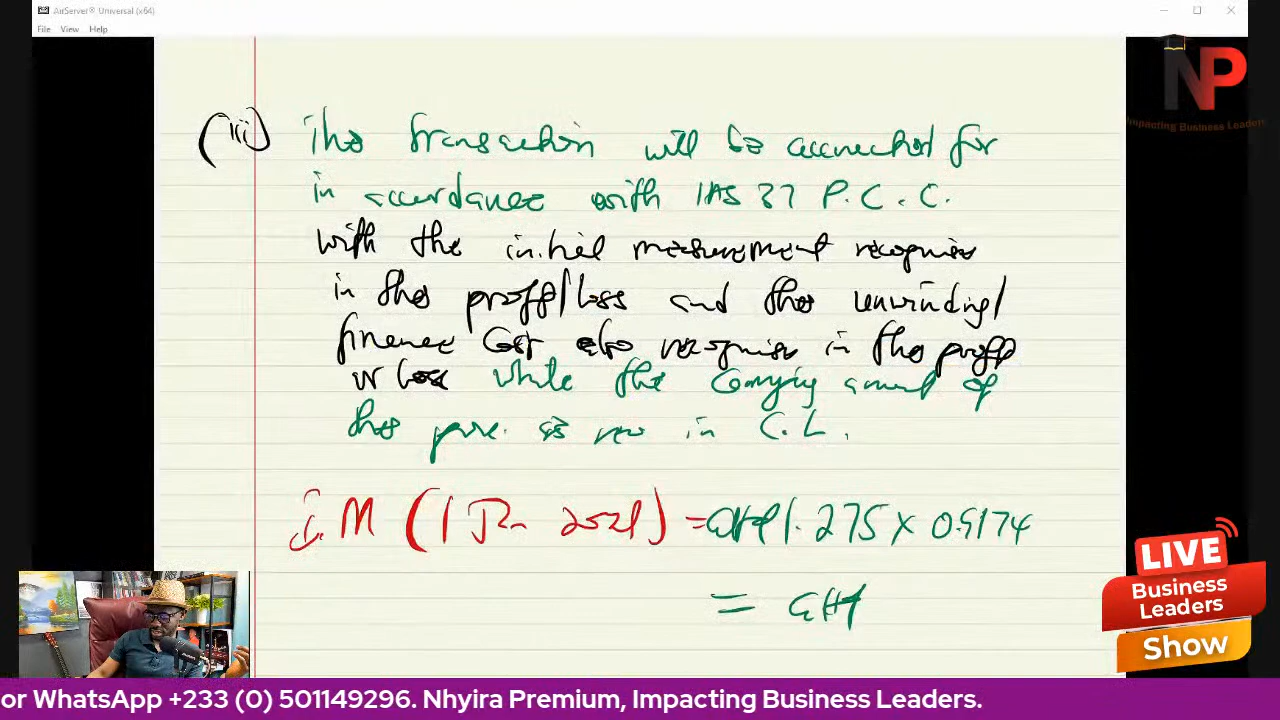 AirServer® Universal (x64)
File View Help
NP
Impacting Business Leaders
(iii) The transaction will be accounted for
in accordance with IAS 37 P.C.C.
with the initial measurement recognise
in the profit/loss and the unwinding/
finance cost also recognise in the profit
or loss while the carrying amount of
the prov. is rec in C.L.
I.M (1 Jan 2021) = GH¢1.275 x 0.9174
= GH¢
LIVE
Business
Leaders
Show
or WhatsApp +233 (0) 501149296. Nhyira Premium, Impacting Business Leaders.